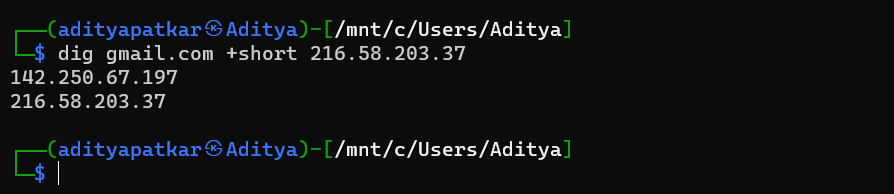 ┌──(adityapatkar㉿Aditya)-[/mnt/c/Users/Aditya]
└─$ dig gmail.com +short 216.58.203.37
142.250.67.197
216.58.203.37
┌──(adityapatkar㉿Aditya)-[/mnt/c/Users/Aditya]
└─$